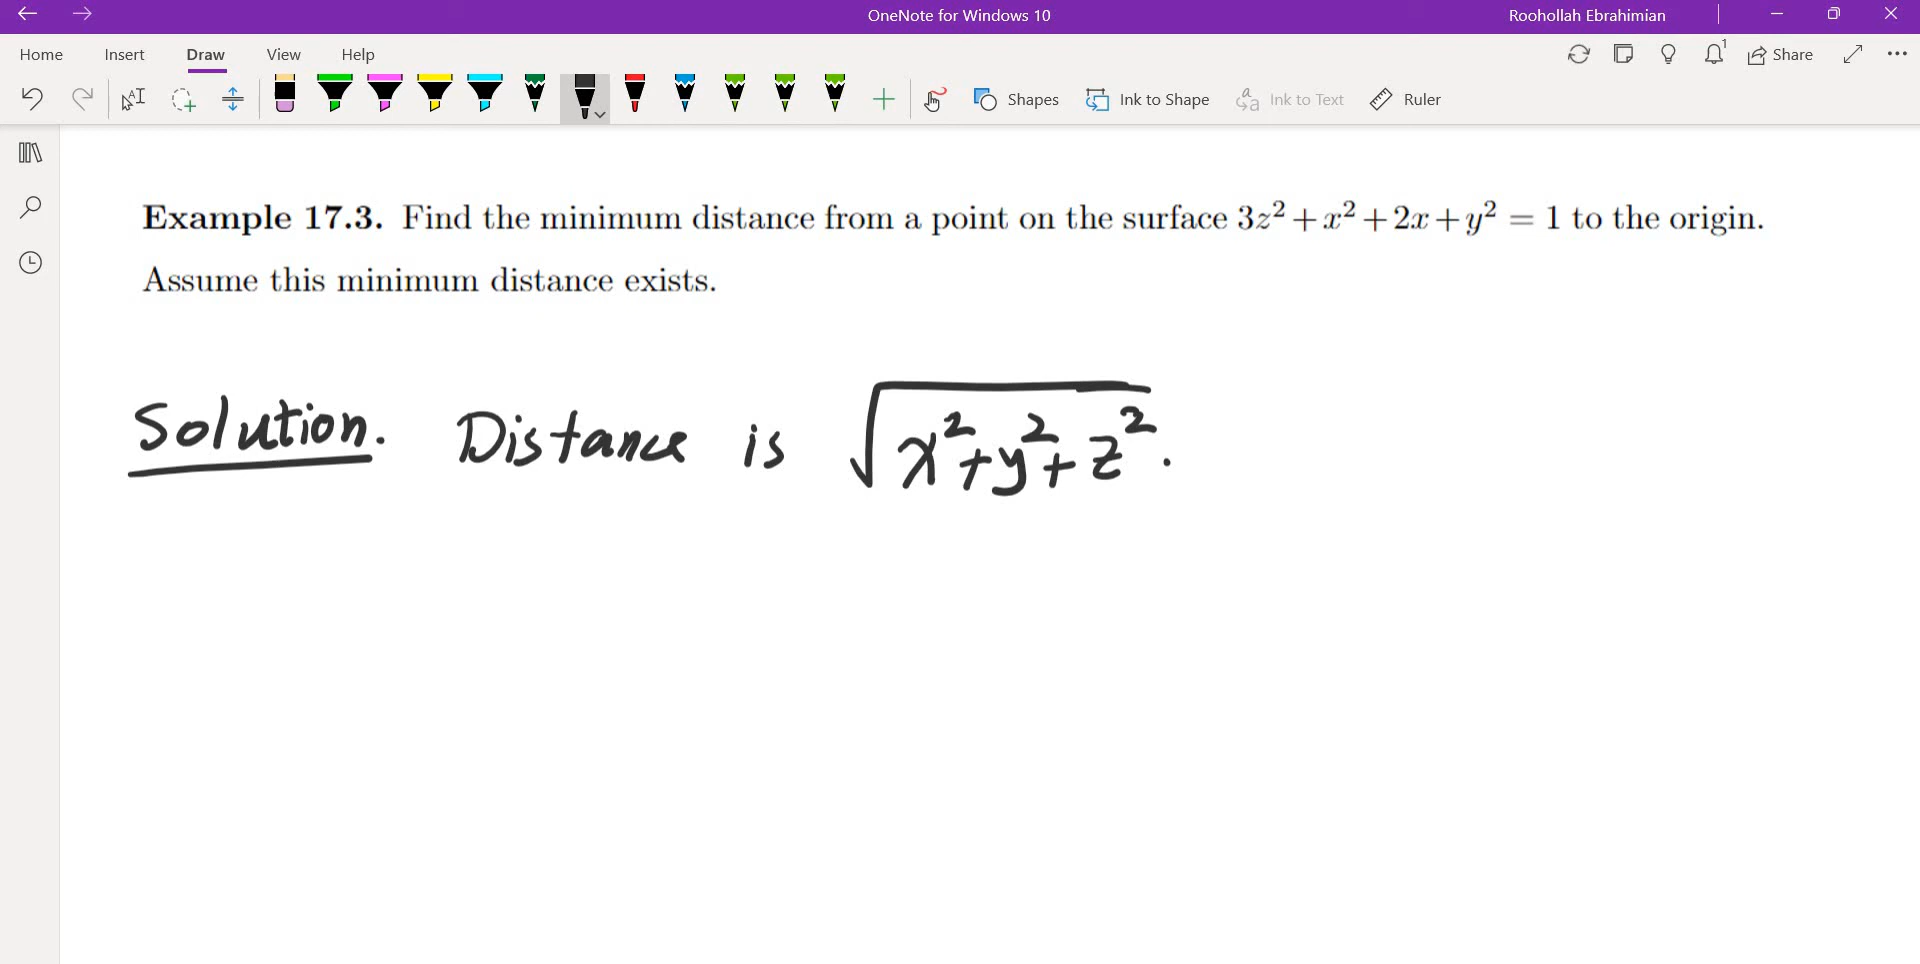 OneNote for Windows 10
Roohollah Ebrahimian
Home Insert Draw View Help
1 Share
Shapes Ink to Shape Ink to Text Ruler
Example 17.3. Find the minimum distance from a point on the surface 3z² + x² + 2x + y² = 1 to the origin.
Assume this minimum distance exists.
Solution. Distance is √(x²+y²+z²).